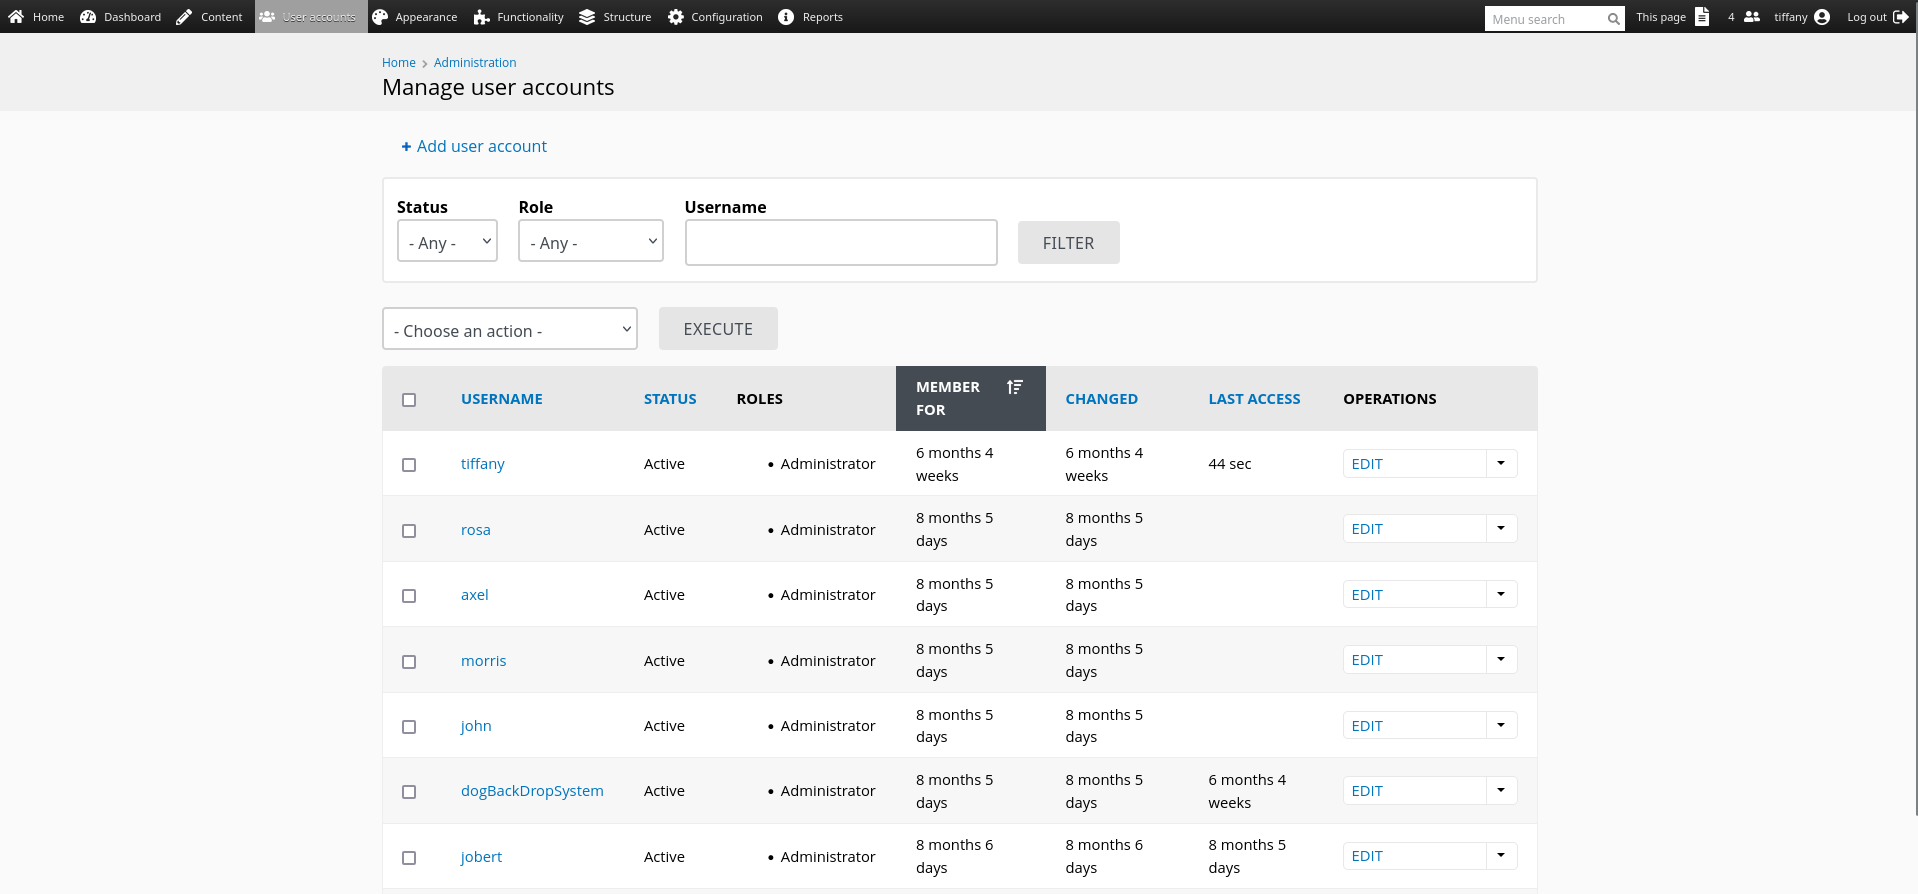 Home Dashboard Content User accounts Appearance Functionality Structure Configuration Reports Menu search This page 4 tiffany Log out
Home › Administration
Manage user accounts
+ Add user account
Status Role Username
- Any - - Any - FILTER
- Choose an action - EXECUTE
USERNAME STATUS ROLES MEMBER FOR CHANGED LAST ACCESS OPERATIONS
tiffany Active • Administrator 6 months 4 weeks 6 months 4 weeks 44 sec EDIT
rosa Active • Administrator 8 months 5 days 8 months 5 days EDIT
axel Active • Administrator 8 months 5 days 8 months 5 days EDIT
morris Active • Administrator 8 months 5 days 8 months 5 days EDIT
john Active • Administrator 8 months 5 days 8 months 5 days EDIT
dogBackDropSystem Active • Administrator 8 months 5 days 8 months 5 days 6 months 4 weeks EDIT
jobert Active • Administrator 8 months 6 days 8 months 6 days 8 months 5 days EDIT